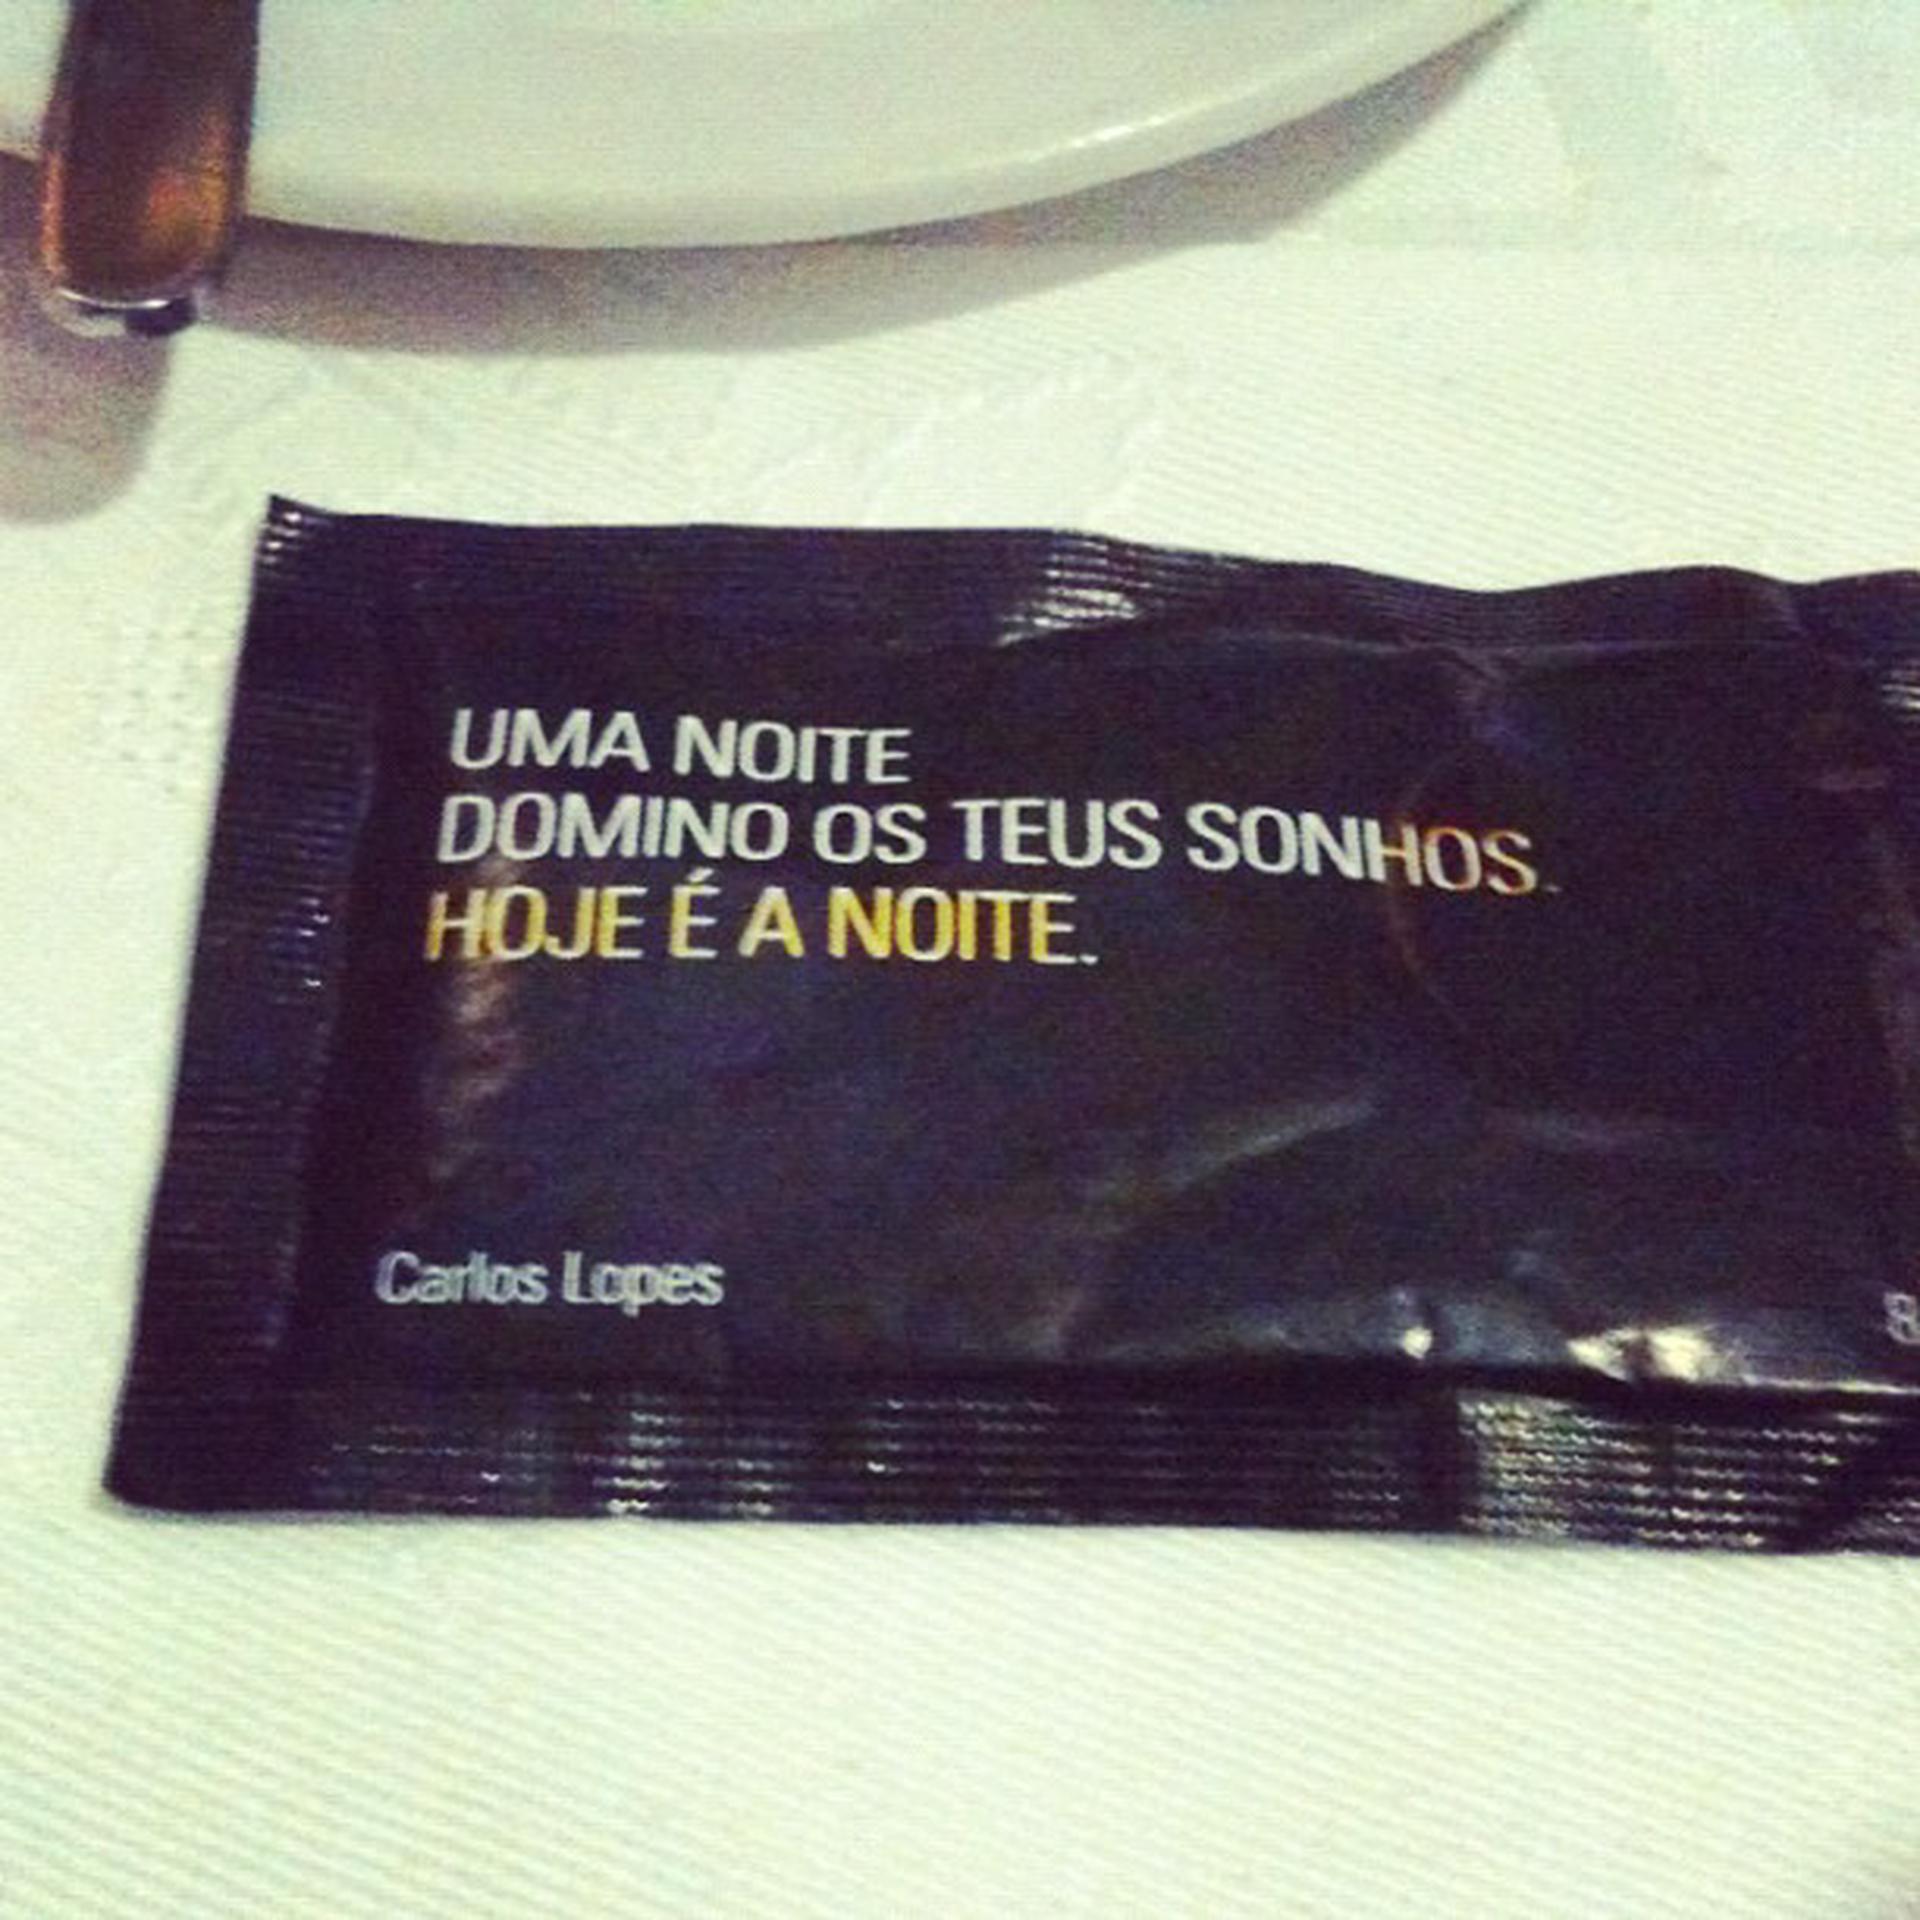 UMA NOITE
DOMINO OS TEUS SONHOS.
HOJE É A NOITE.
Carlos Lopes